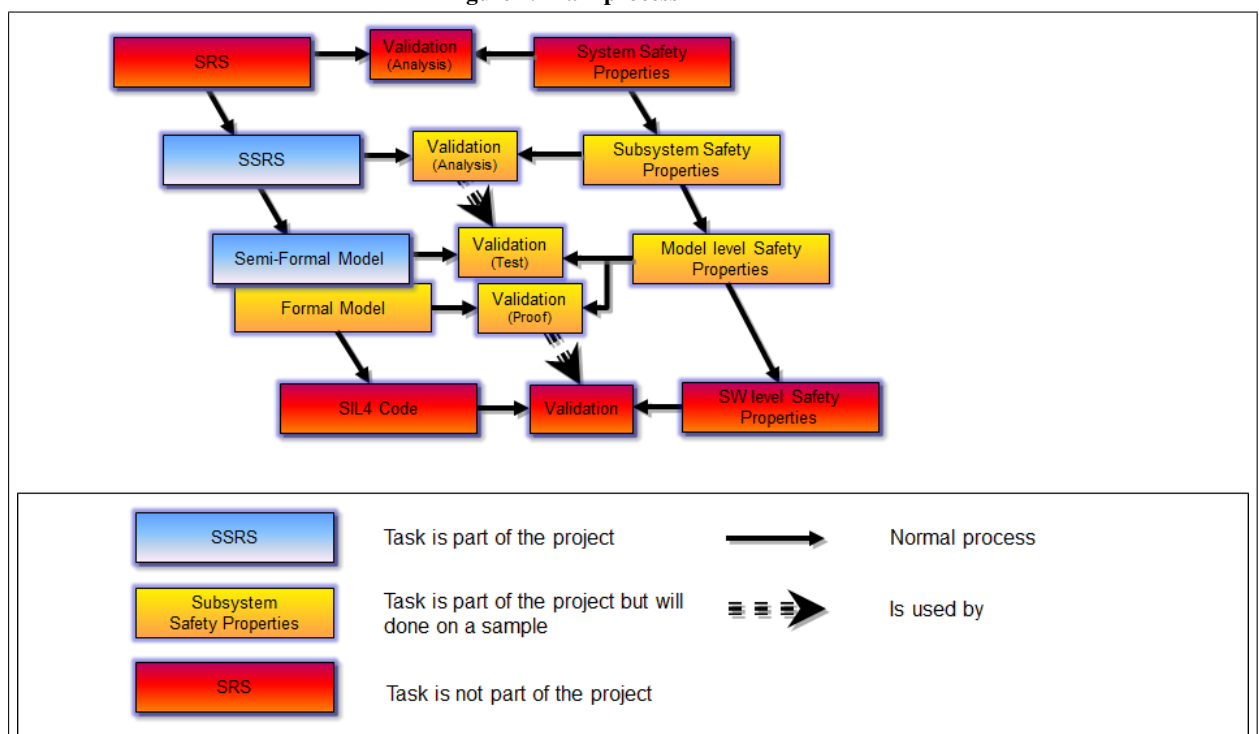 SRS
Validation
(Analysis)
System Safety
Properties
SSRS
Validation
(Analysis)
Subsystem Safety
Properties
Semi-Formal Model
Validation
(Test)
Model level Safety
Properties
Formal Model
Validation
(Proof)
SIL4 Code
Validation
SW level Safety
Properties
SSRS
Task is part of the project
Normal process
Subsystem
Safety Properties
Task is part of the project but will
done on a sample
Is used by
SRS
Task is not part of the project